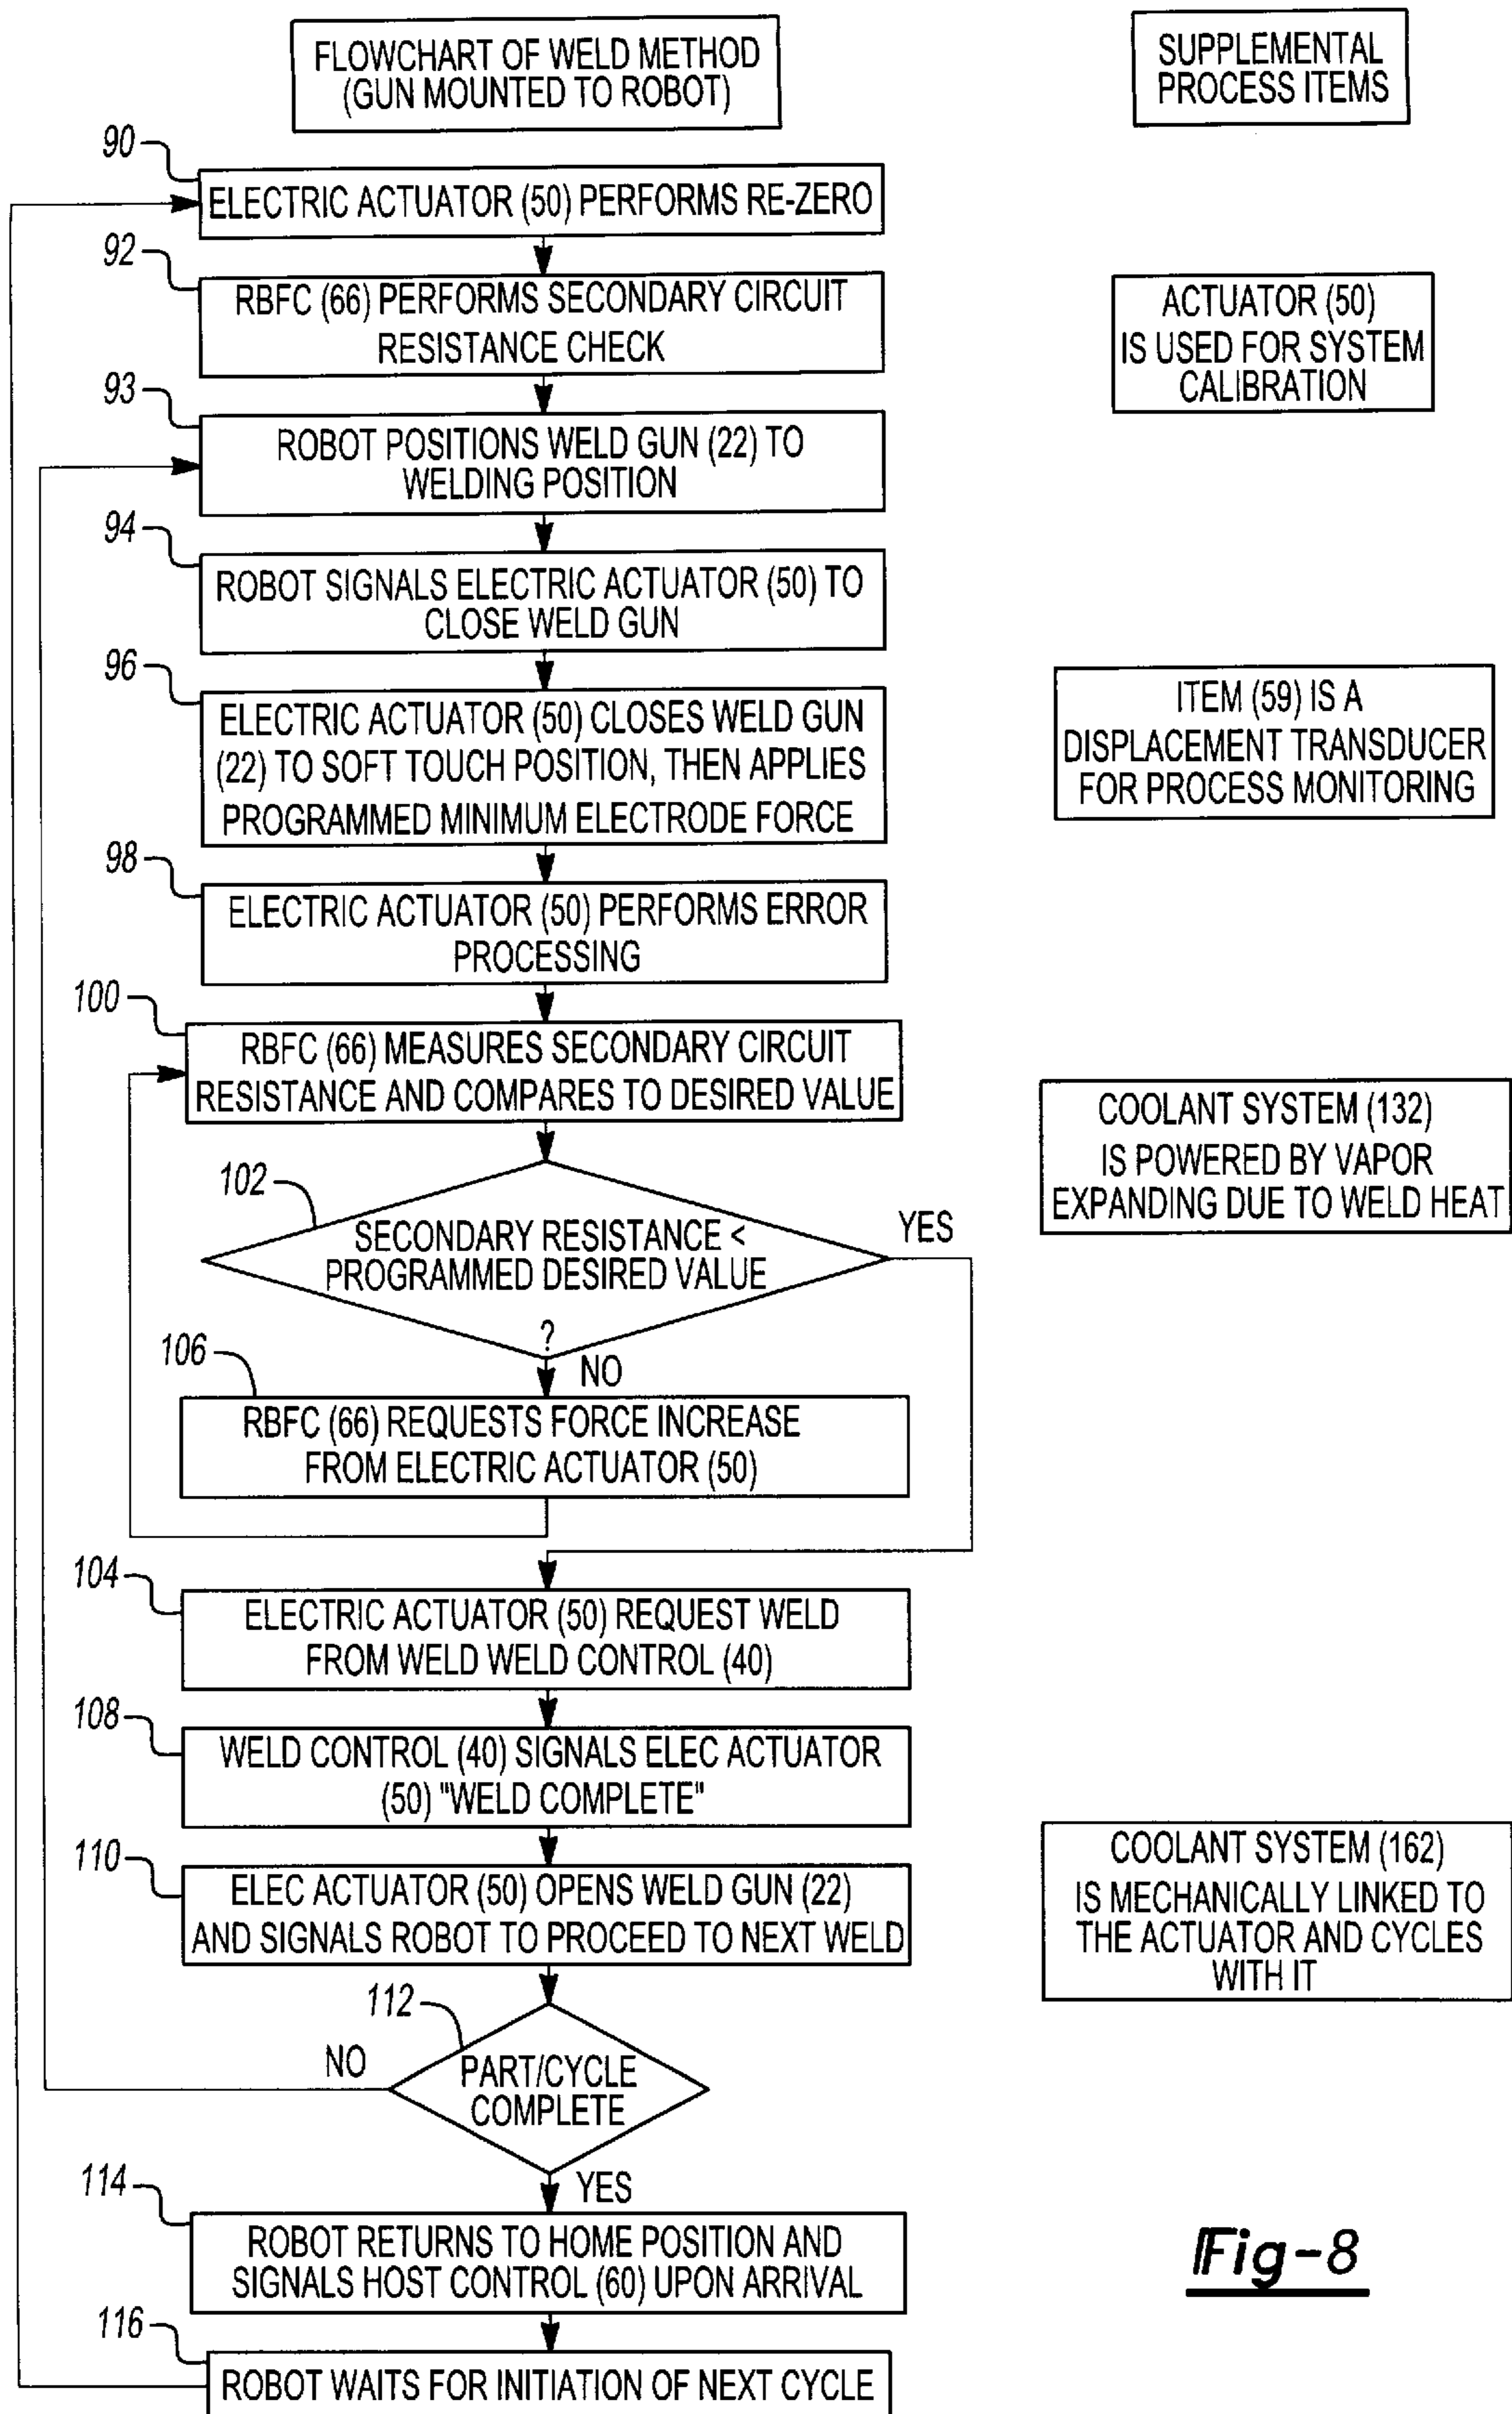 FLOWCHART OF WELD METHOD
(GUN MOUNTED TO ROBOT)
SUPPLEMENTAL
PROCESS ITEMS
90
ELECTRIC ACTUATOR (50) PERFORMS RE-ZERO
92
RBFC (66) PERFORMS SECONDARY CIRCUIT
RESISTANCE CHECK
ACTUATOR (50)
IS USED FOR SYSTEM
CALIBRATION
93
ROBOT POSITIONS WELD GUN (22) TO
WELDING POSITION
94
ROBOT SIGNALS ELECTRIC ACTUATOR (50) TO
CLOSE WELD GUN
96
ELECTRIC ACTUATOR (50) CLOSES WELD GUN
(22) TO SOFT TOUCH POSITION, THEN APPLIES
PROGRAMMED MINIMUM ELECTRODE FORCE
ITEM (59) IS A
DISPLACEMENT TRANSDUCER
FOR PROCESS MONITORING
98
ELECTRIC ACTUATOR (50) PERFORMS ERROR
PROCESSING
100
RBFC (66) MEASURES SECONDARY CIRCUIT
RESISTANCE AND COMPARES TO DESIRED VALUE
COOLANT SYSTEM (132)
IS POWERED BY VAPOR
EXPANDING DUE TO WELD HEAT
102
SECONDARY RESISTANCE <
PROGRAMMED DESIRED VALUE
?
YES
NO
106
RBFC (66) REQUESTS FORCE INCREASE
FROM ELECTRIC ACTUATOR (50)
104
ELECTRIC ACTUATOR (50) REQUEST WELD
FROM WELD WELD CONTROL (40)
108
WELD CONTROL (40) SIGNALS ELEC ACTUATOR
(50) "WELD COMPLETE"
110
ELEC ACTUATOR (50) OPENS WELD GUN (22)
AND SIGNALS ROBOT TO PROCEED TO NEXT WELD
COOLANT SYSTEM (162)
IS MECHANICALLY LINKED TO
THE ACTUATOR AND CYCLES
WITH IT
112
NO
PART/CYCLE
COMPLETE
YES
114
ROBOT RETURNS TO HOME POSITION AND
SIGNALS HOST CONTROL (60) UPON ARRIVAL
116
ROBOT WAITS FOR INITIATION OF NEXT CYCLE
Fig-8